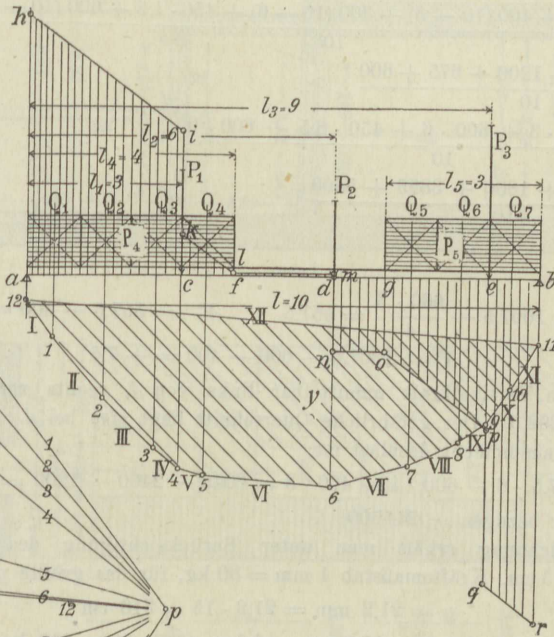 h
l₃=9
l₂=6
i
P₃
l₄=4
P₁
l₁=3
P₂
l₅=3
Q₁ Q₂ Q₃ Q₄
Q₅ Q₆ Q₇
P₄
k
P₅
l
a c f d m g e b
l=10
12
XII
I
11
1
n o
XI
II
y
10
2
X
III
9
p
3
8
IX
IV
VIII
4
V
5
VI
6
VII
7
1
2
3
4
5
6
12
p
q
r